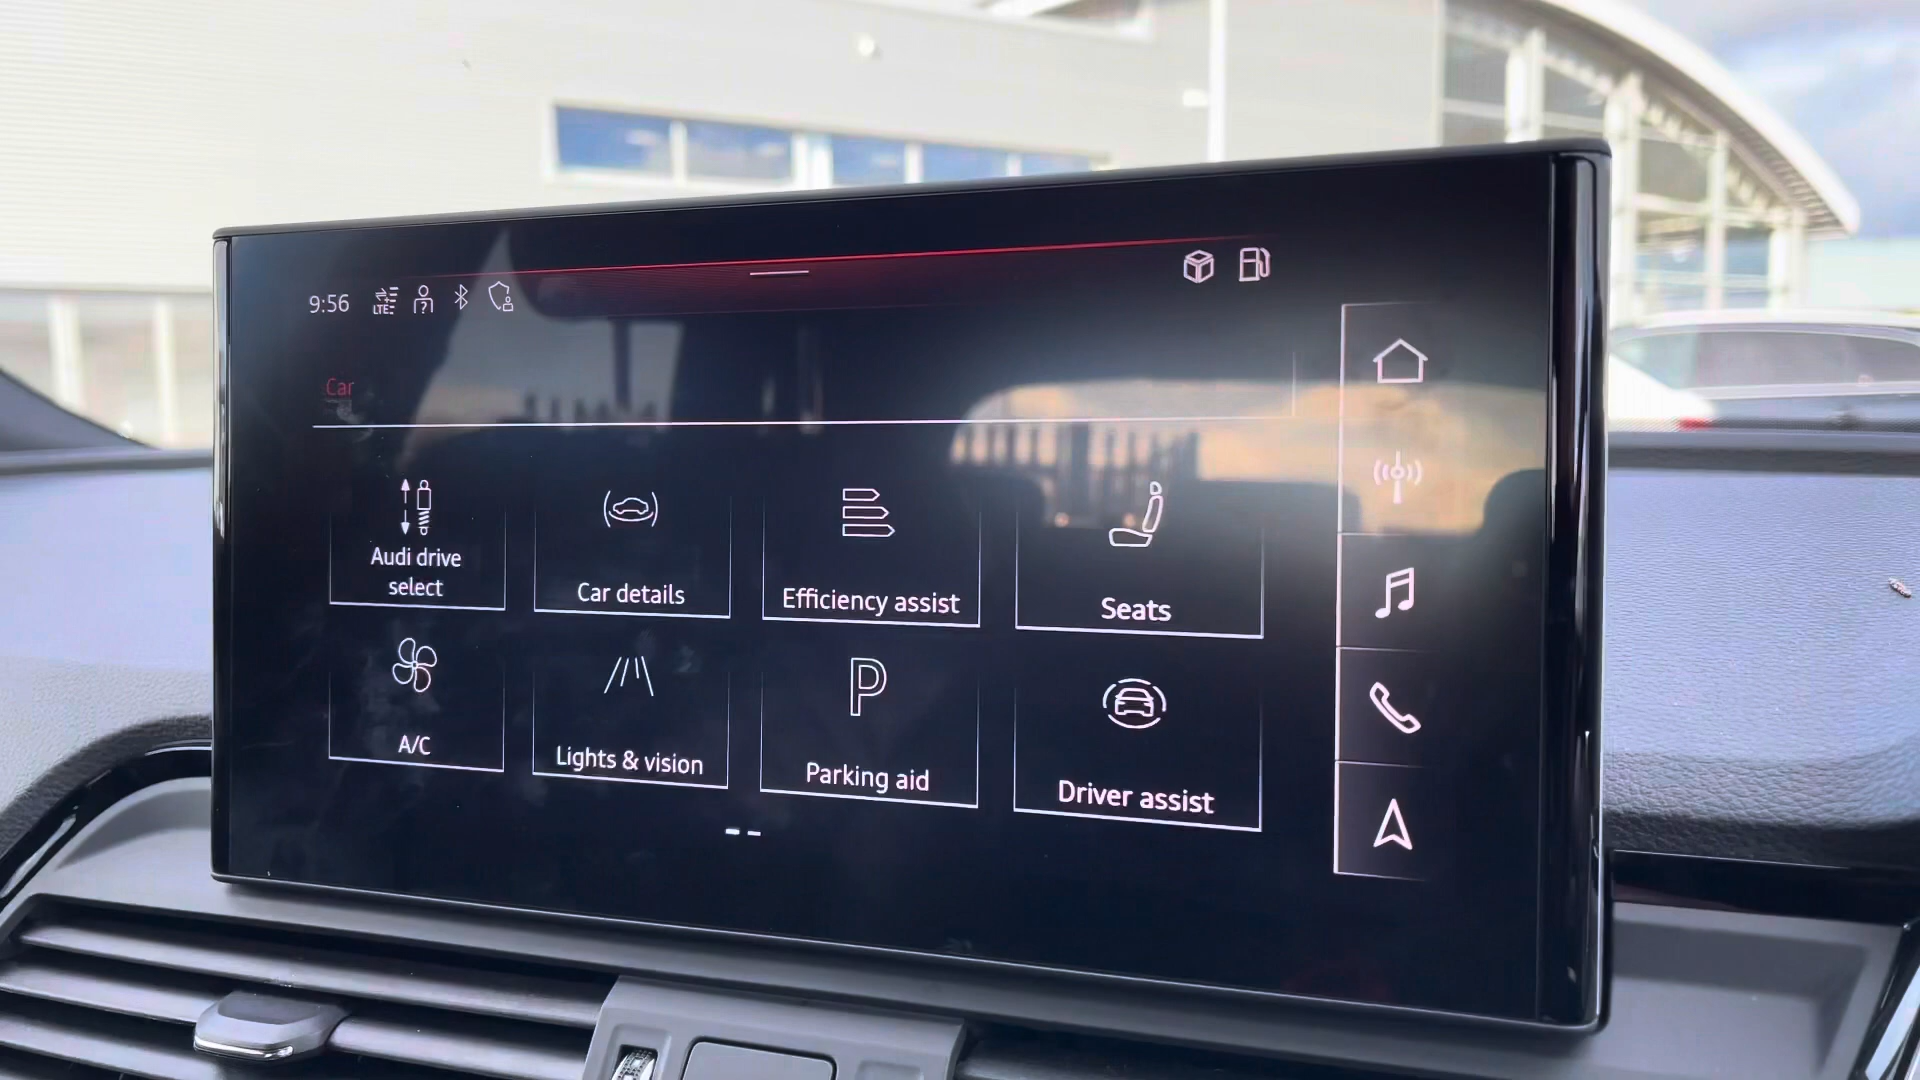 9:56
LTE
?
Car
Audi drive
select
Car details
Efficiency assist
Seats
A/C
Lights & vision
P
Parking aid
Driver assist